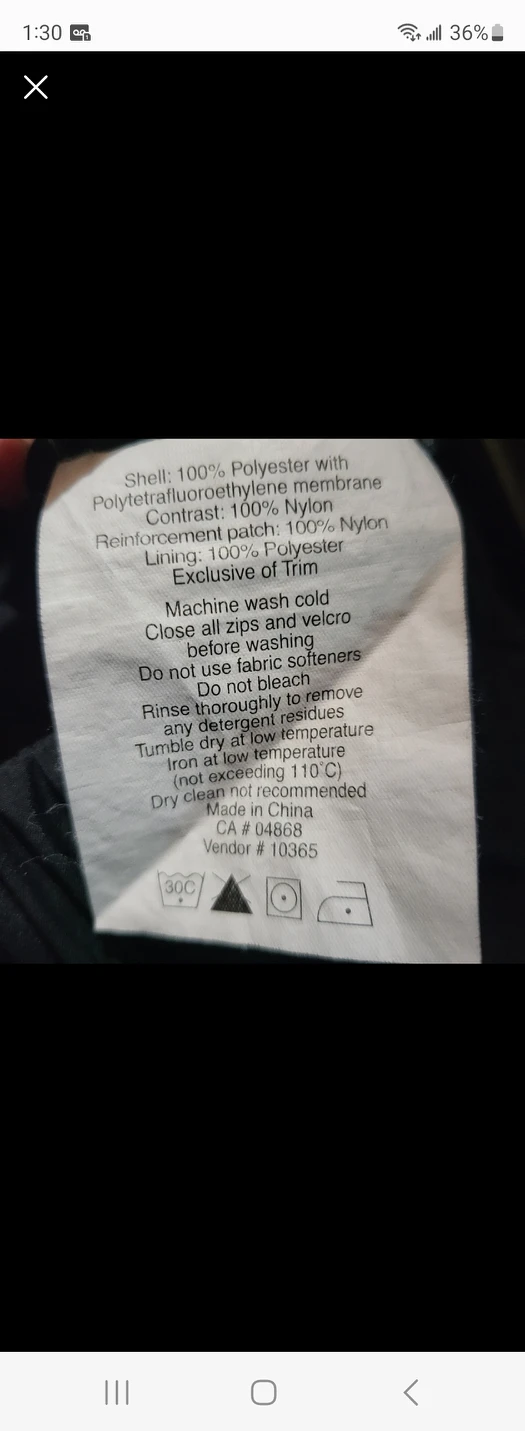 1:30
36%
Shell: 100% Polyester with
Polytetrafluoroethylene membrane
Contrast: 100% Nylon
Reinforcement patch: 100% Nylon
Lining: 100% Polyester
Exclusive of Trim
Machine wash cold
Close all zips and velcro
before washing
Do not use fabric softeners
Do not bleach
Rinse thoroughly to remove
any detergent residues
Tumble dry at low temperature
Iron at low temperature
(not exceeding 110°C)
Dry clean not recommended
Made in China
CA # 04868
Vendor # 10365
30C